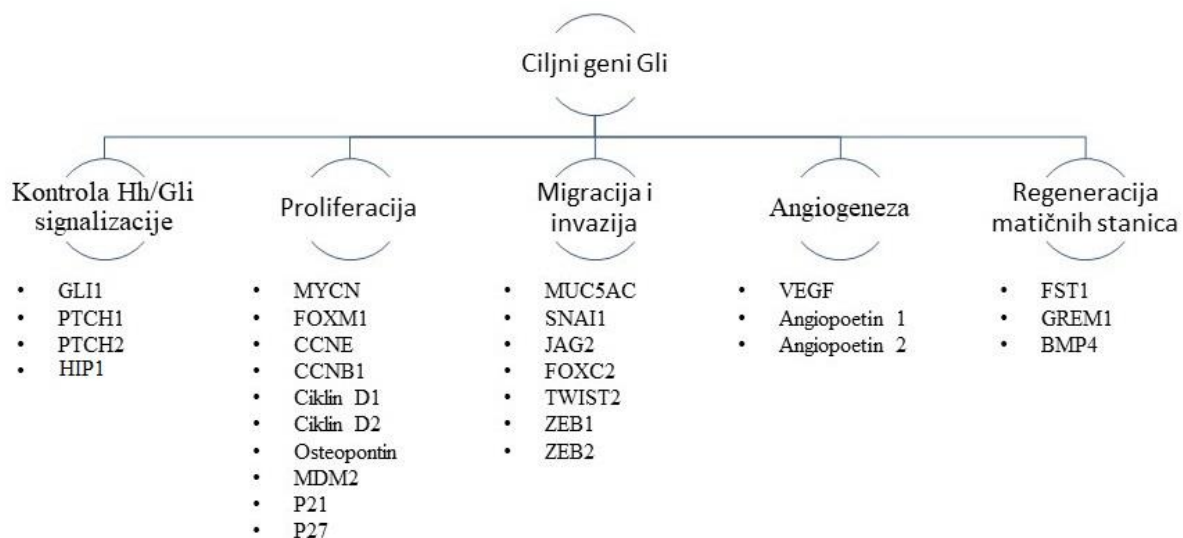 Ciljni geni Gli
Kontrola Hh/Gli
signalizacije
• GLI1
• PTCH1
• PTCH2
• HIP1
Proliferacija
• MYCN
• FOXM1
• CCNE
• CCNB1
• Ciklin D1
• Ciklin D2
• Osteopontin
• MDM2
• P21
• P27
Migracija i
invazija
• MUC5AC
• SNAI1
• JAG2
• FOXC2
• TWIST2
• ZEB1
• ZEB2
Angiogeneza
• VEGF
• Angiopoetin 1
• Angiopoetin 2
Regeneracija
matičnih stanica
• FST1
• GREM1
• BMP4